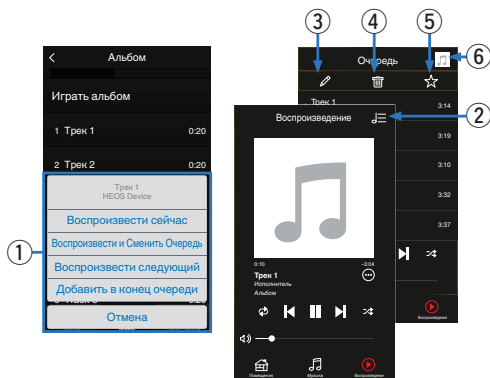 3
4
5
6
2
1
Альбом
Играть альбом
1 Трек 1 0:20
2 Трек 2 0:20
Трек 1
HEOS Device
Воспроизвести сейчас
Воспроизвести и Сменить Очередь
Воспроизвести следующий
Добавить в конец очереди
Отмена
Очередь
Трек 1 3:14
3:19
3:10
3:32
3:37
Воспроизведение
Воспроизведение
0:10 -3:04
Трек 1
Исполнитель
Альбом
Помещения Музыка Воспроизведение